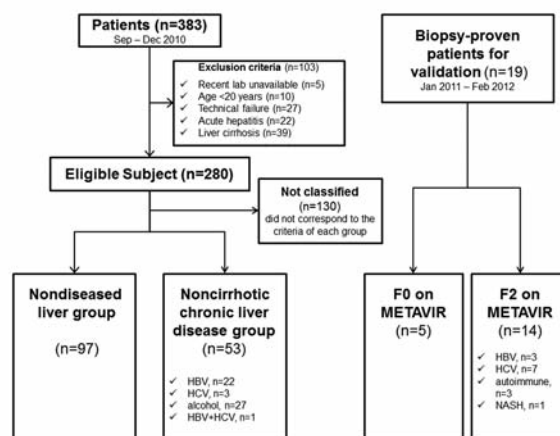 Patients (n=383)
Sep – Dec 2010
Exclusion criteria (n=103)
✓ Recent lab unavailable (n=5)
✓ Age <20 years (n=10)
✓ Technical failure (n=27)
✓ Acute hepatitis (n=22)
✓ Liver cirrhosis (n=39)
Eligible Subject (n=280)
Not classified
(n=130)
did not correspond to the
criteria of each group
Nondiseased
liver group
(n=97)
Noncirrhotic
chronic liver
disease group
(n=53)
✓ HBV, n=22
✓ HCV, n=3
✓ alcohol, n=27
✓ HBV+HCV, n=1
Biopsy-proven
patients for
validation (n=19)
Jan 2011 – Feb 2012
F0 on
METAVIR
(n=5)
F2 on
METAVIR
(n=14)
✓ HBV, n=3
✓ HCV, n=7
✓ autoimmune,
n=3
✓ NASH, n=1